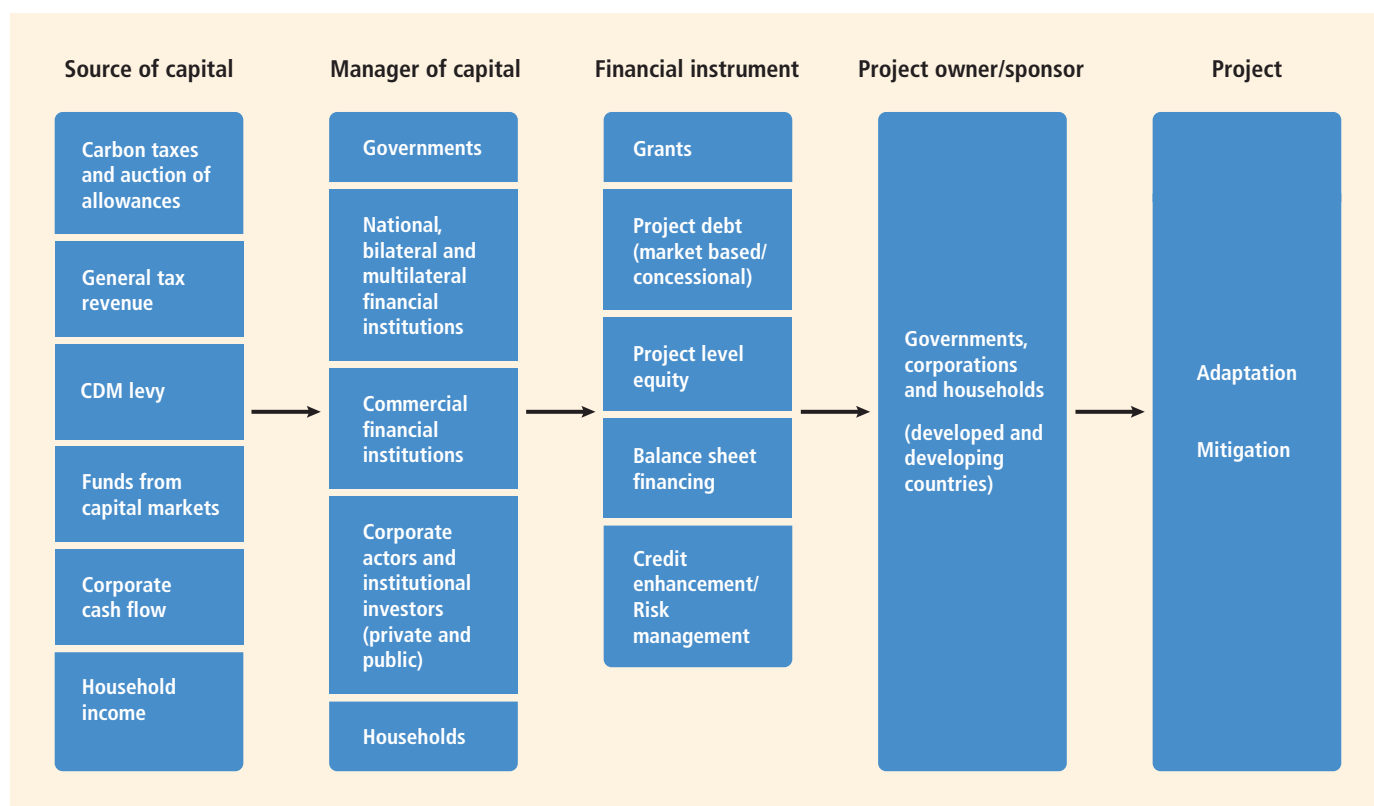 Source of capital
Carbon taxes
and auction of
allowances
General tax
revenue
CDM levy
Funds from
capital markets
Corporate
cash flow
Household
income
Manager of capital
Governments
National,
bilateral and
multilateral
financial
institutions
Commercial
financial
institutions
Corporate
actors and
institutional
investors
(private and
public)
Households
Financial instrument
Grants
Project debt
(market based/
concessional)
Project level
equity
Balance sheet
financing
Credit
enhancement/
Risk
management
Project owner/sponsor
Governments,
corporations
and households
(developed and
developing
countries)
Project
Adaptation
Mitigation